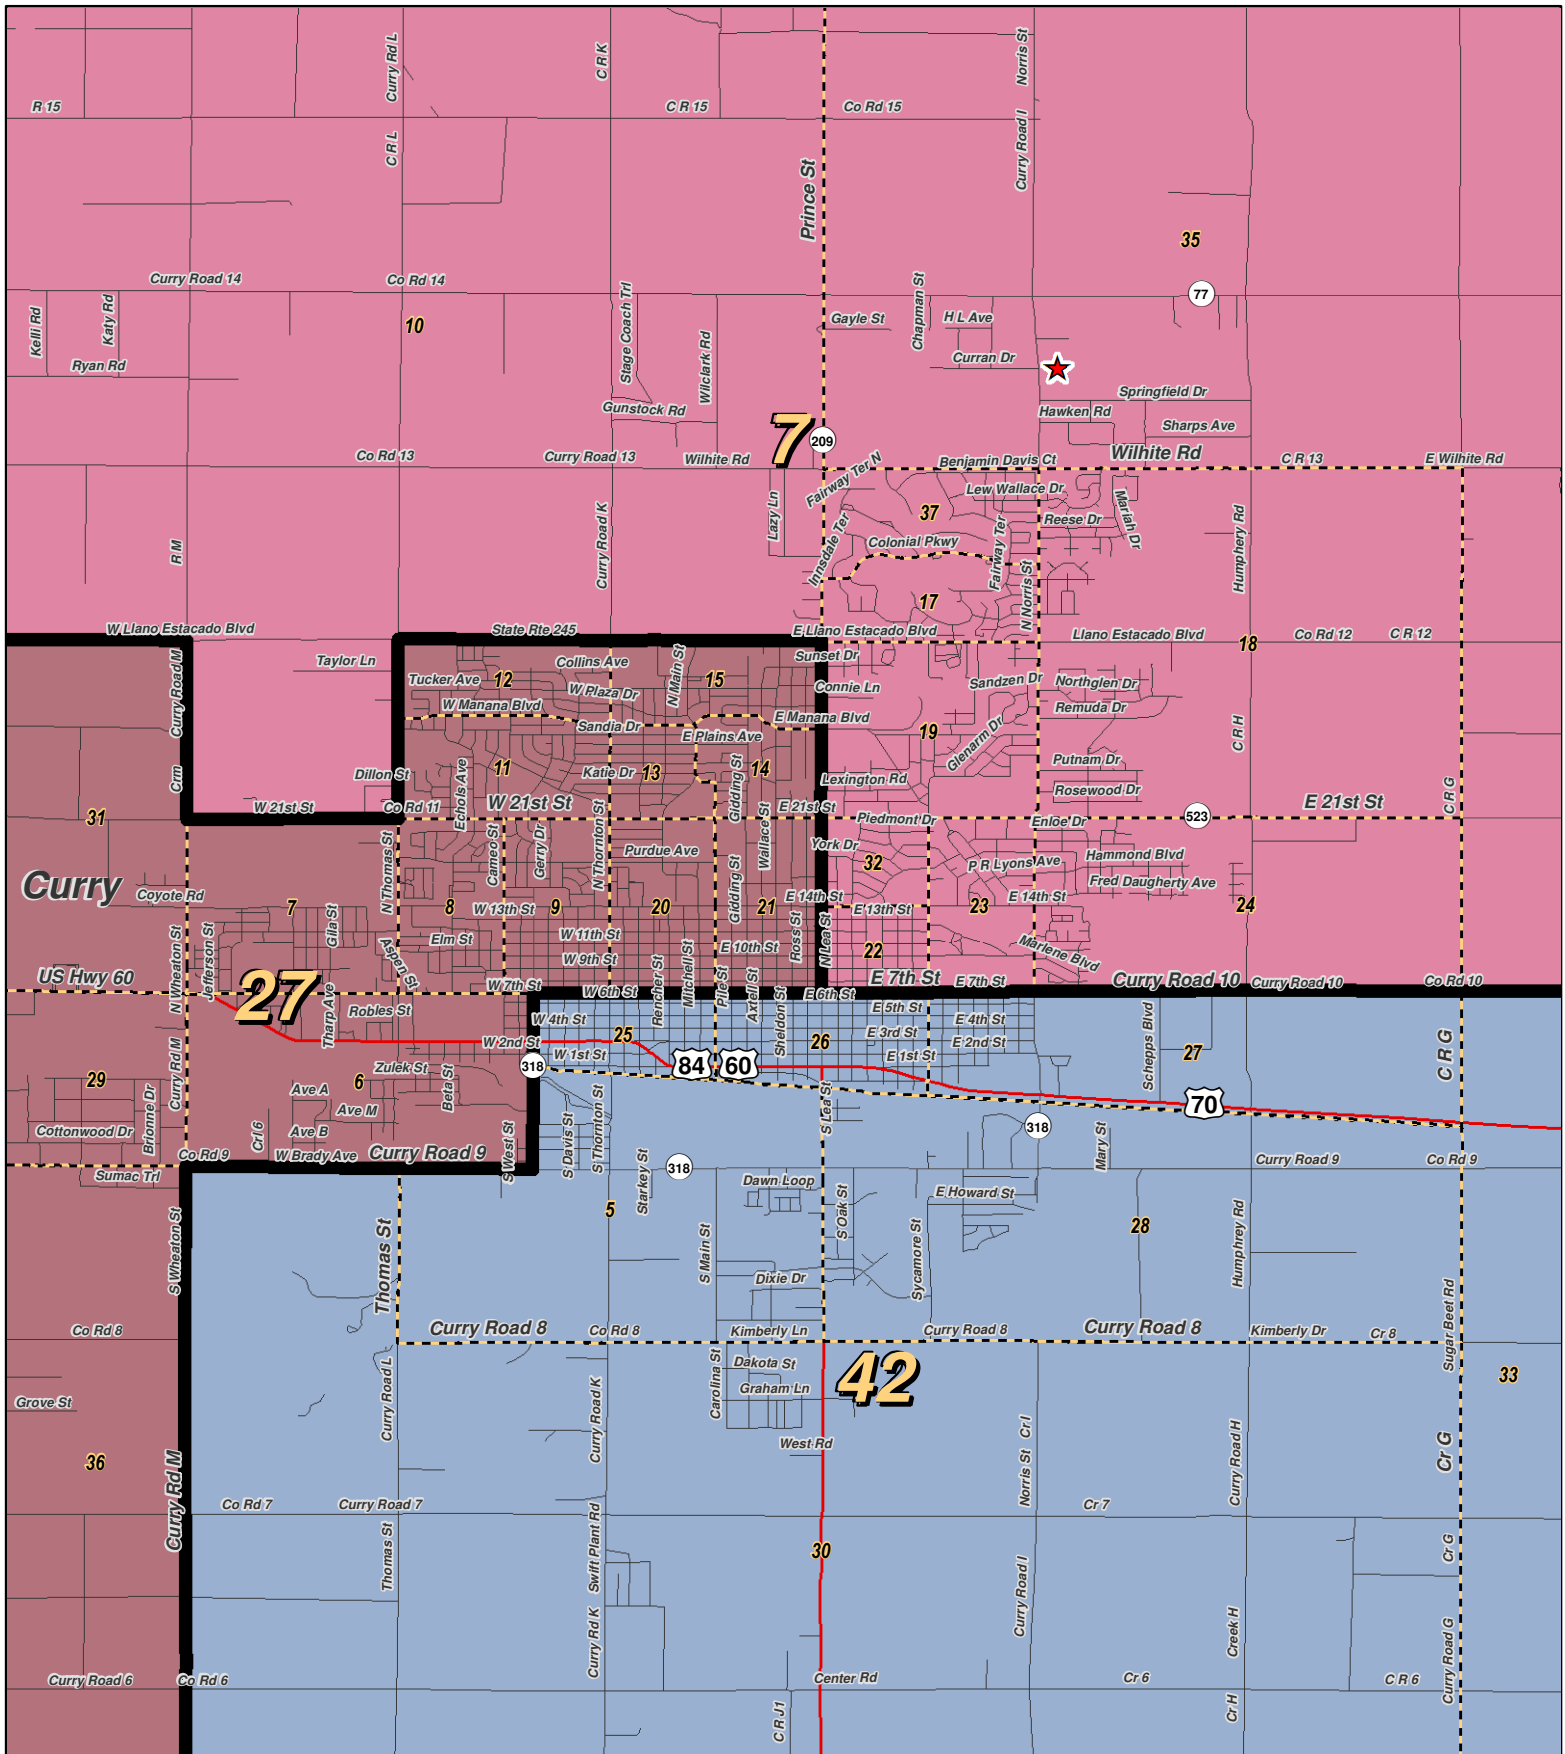 Curry Rd L
C R K
Norris St
R 15
C R 15
Co Rd 15
C R L
Curry Road I
Prince St
35
Curry Road 14
Co Rd 14
77
Kelli Rd
Katy Rd
10
Stage Coach Trl
Wilclark Rd
Gayle St
Chapman St
H L Ave
Ryan Rd
Curran Dr
Springfield Dr
Gunstock Rd
Hawken Rd
Sharps Ave
7
209
Co Rd 13
Curry Road 13
Wilhite Rd
Benjamin Davis Ct
Wilhite Rd
C R 13
E Wilhite Rd
Fairway Ter N
Lew Wallace Dr
Lazy Ln
37
Reese Dr
Mariah Dr
R M
Curry Road K
Innsdale Ter
Colonial Pkwy
Fairway Ter
Humphery Rd
17
N Norris St
W Llano Estacado Blvd
State Rte 245
E Llano Estacado Blvd
Llano Estacado Blvd
Co Rd 12
C R 12
18
Curry Road M
Taylor Ln
Collins Ave
N Main St
Sunset Dr
Tucker Ave
12
W Plaza Dr
15
Connie Ln
Sandzen Dr
Northglen Dr
W Manana Blvd
Sandia Dr
E Manana Blvd
Remuda Dr
E Plains Ave
19
Glenarm Dr
C R H
Crm
Dillon St
11
Katie Dr
13
14
Gidding St
Lexington Rd
Putnam Dr
Rosewood Dr
C R G
W 21st St
Co Rd 11
Echols Ave
W 21st St
E 21st St
E 21st St
31
Piedmont Dr
Enloe Dr
523
N Thomas St
Cameo St
Gerry Dr
N Thornton St
Purdue Ave
Wallace St
York Dr
Curry
32
P R Lyons Ave
Hammond Blvd
Fred Daugherty Ave
Coyote Rd
Gidding St
E 14th St
E 14th St
7
8
W 13th St
9
20
21
E 13th St
23
24
Gila St
Elm St
W 11th St
E 10th St
Ross St
N Lea St
N Wheaton St
Jefferson St
Aspen St
W 9th St
Mitchell St
22
Marlene Blvd
US Hwy 60
27
W 7th St
W 6th St
Rencher St
Pile St
Axtell St
Sheldon St
E 6th St
E 7th St
E 7th St
Curry Road 10
Curry Road 10
Co Rd 10
Tharp Ave
Robles St
W 4th St
E 5th St
E 4th St
W 2nd St
25
26
E 3rd St
E 2nd St
Schepps Blvd
27
C R G
W 1st St
E 1st St
318
84
60
Curry Rd M
29
6
Zulek St
Beta St
70
Ave A
Ave M
S Lea St
Brionne Dr
Cottonwood Dr
Crl 6
Ave B
S Davis St
S Thornton St
318
Mary St
Co Rd 9
W Brady Ave
Curry Road 9
S West St
318
Curry Road 9
Co Rd 9
Sumac Trl
Starkey St
Dawn Loop
S Oak St
E Howard St
5
28
S Wheaton St
Thomas St
S Main St
Sycamore St
Humphrey Rd
Dixie Dr
Sugar Beet Rd
Co Rd 8
Curry Road 8
Co Rd 8
Kimberly Ln
Curry Road 8
Curry Road 8
Kimberly Dr
Cr 8
Carolina St
Dakota St
42
33
Curry Road L
Graham Ln
Grove St
Curry Road K
Cr I
Curry Road H
West Rd
Cr G
36
Norris St
Curry Rd M
Co Rd 7
Curry Road 7
Cr 7
Thomas St
Swift Plant Rd
30
Cr G
Curry Road I
Curry Rd K
Creek H
Curry Road G
Curry Road 6
Co Rd 6
Center Rd
Cr 6
C R 6
C R J1
Cr H